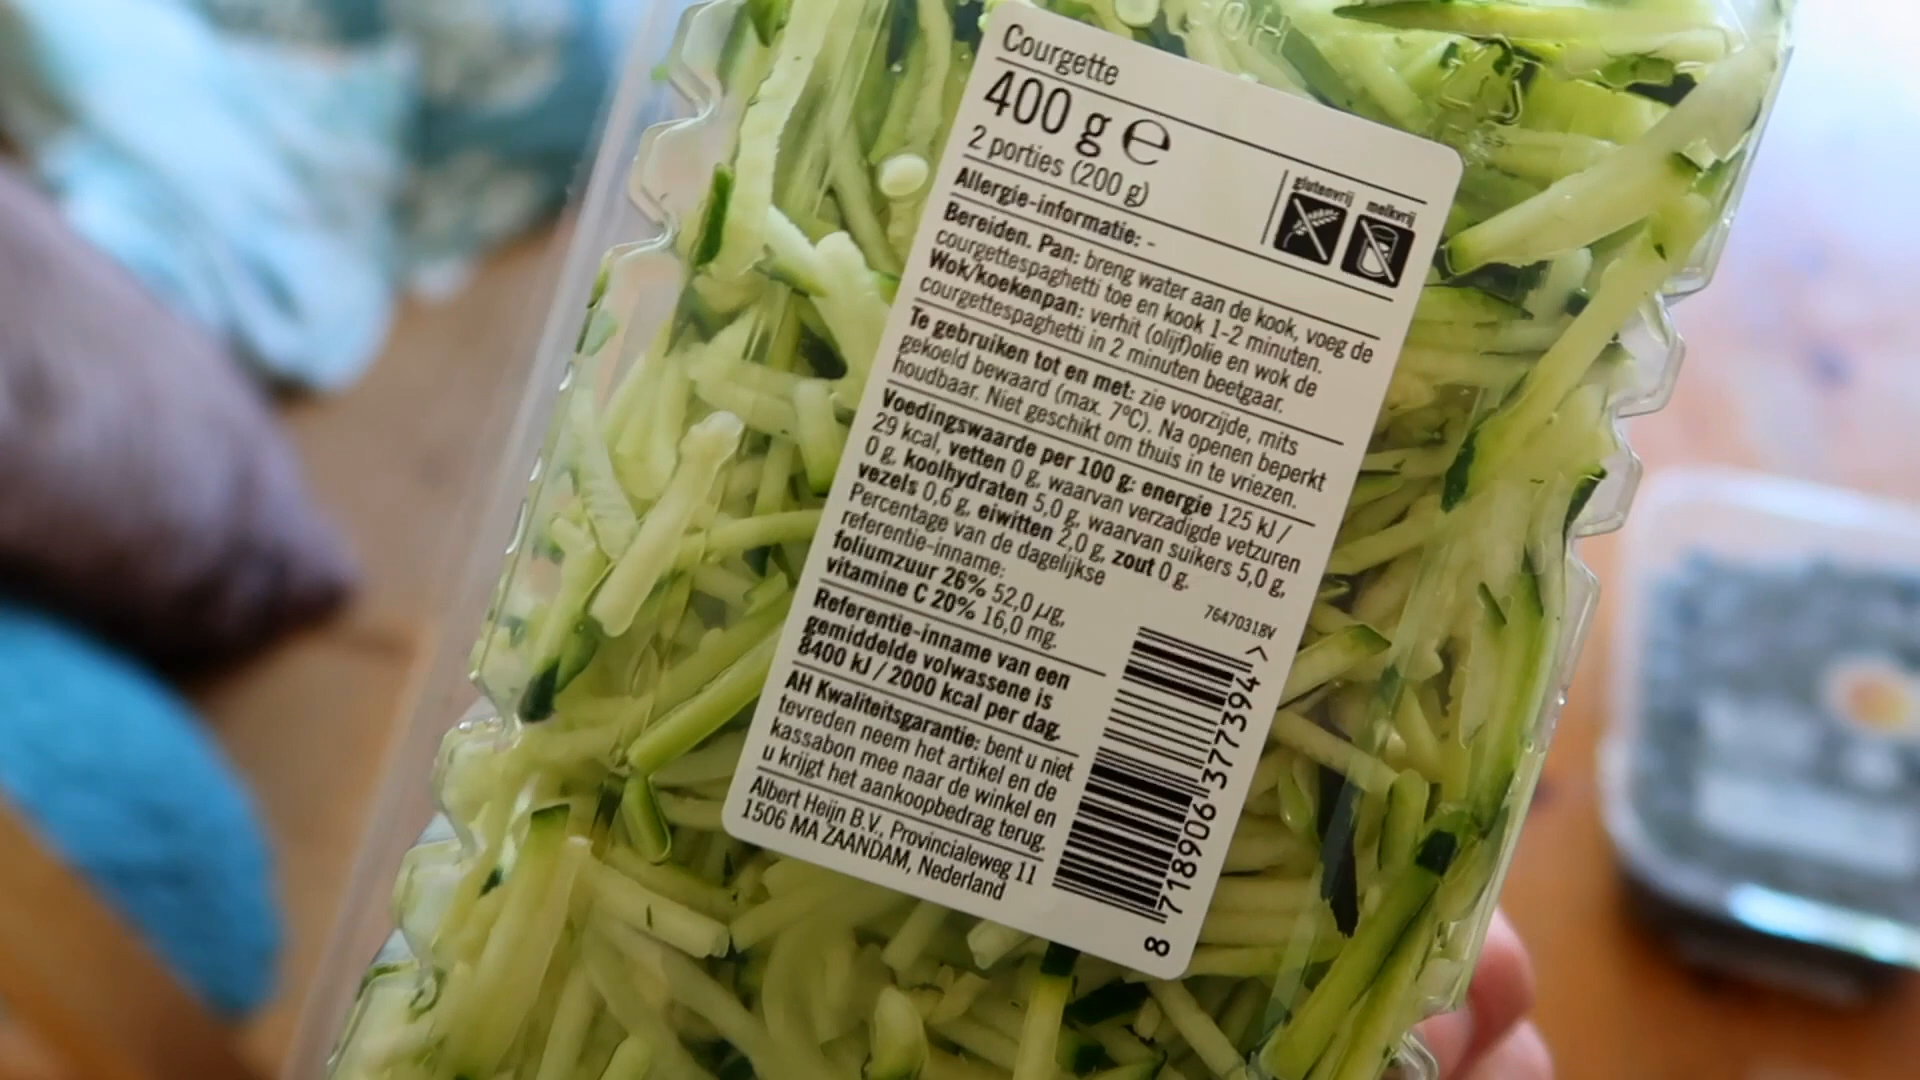 Courgette
400 g ℮
2 porties (200 g)
glutenvrij
melkvrij
Allergie-informatie: -
Bereiden. Pan: breng water aan de kook, voeg de
courgettespaghetti toe en kook 1-2 minuten.
Wok/koekenpan: verhit (olijf)olie en wok de
courgettespaghetti in 2 minuten beetgaar.
Te gebruiken tot en met: zie voorzijde, mits
gekoeld bewaard (max. 7°C). Na openen beperkt
houdbaar. Niet geschikt om thuis in te vriezen.
Voedingswaarde per 100 g: energie 125 kJ /
29 kcal, vetten 0 g, waarvan verzadigde vetzuren
0 g, koolhydraten 5,0 g, waarvan suikers 5,0 g,
vezels 0,6 g, eiwitten 2,0 g, zout 0 g.
Percentage van de dagelijkse
referentie-inname:
foliumzuur 26% 52,0 µg,
vitamine C 20% 16,0 mg.
Referentie-inname van een
gemiddelde volwassene is
8400 kJ / 2000 kcal per dag.
AH Kwaliteitsgarantie: bent u niet
tevreden neem het artikel en de
kassabon mee naar de winkel en
u krijgt het aankoopbedrag terug.
Albert Heijn B.V., Provincialeweg 11
1506 MA ZAANDAM, Nederland
76470318V
8 718906 377394 >